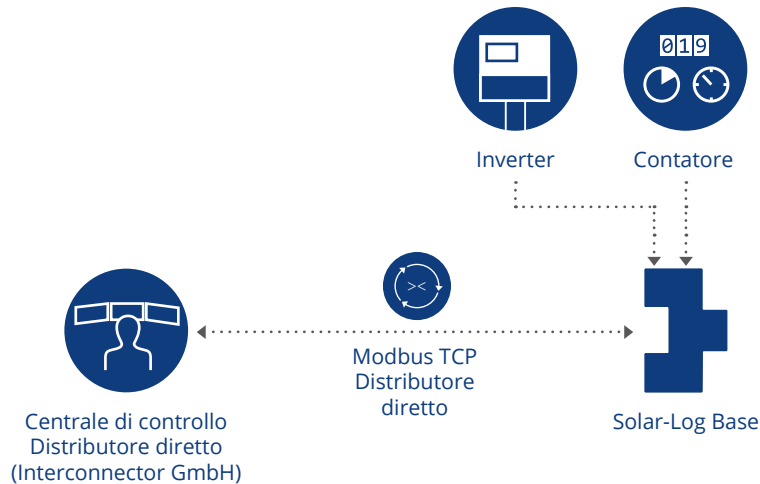 019
Inverter
Contatore
><
Modbus TCP
Distributore
diretto
Centrale di controllo
Distributore diretto
(Interconnector GmbH)
Solar-Log Base